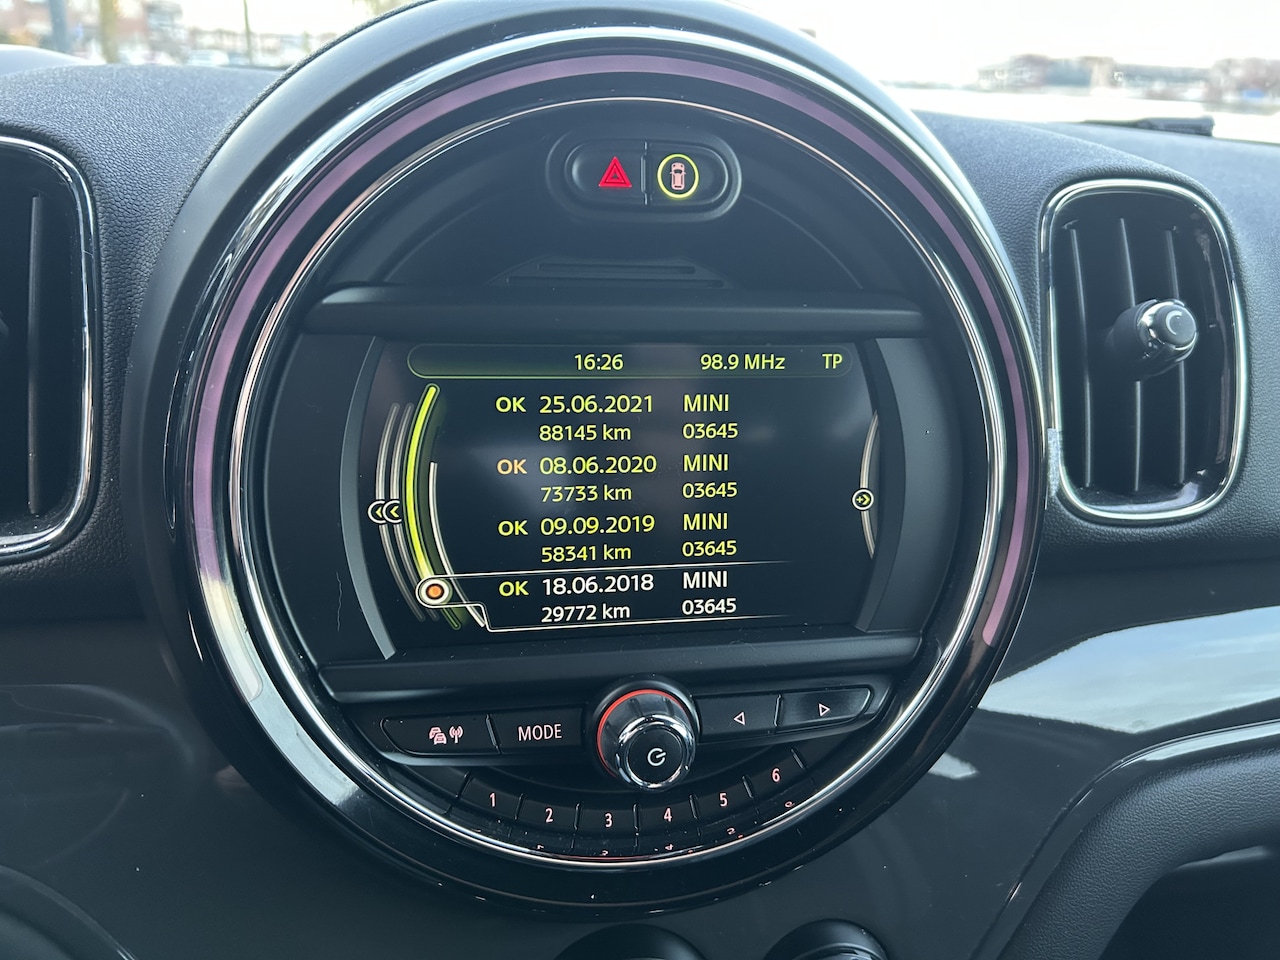 16:26 98.9 MHz TP
OK 25.06.2021 MINI
88145 km 03645
OK 08.06.2020 MINI
73733 km 03645
OK 09.09.2019 MINI
58341 km 03645
OK 18.06.2018 MINI
29772 km 03645
MODE
1 2 3 4 5 6